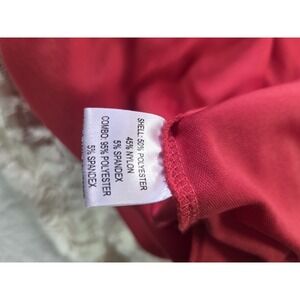 SHELL: 50% POLYESTER
45% NYLON
5% SPANDEX
COMBO: 95% POLYESTER
5% SPANDEX